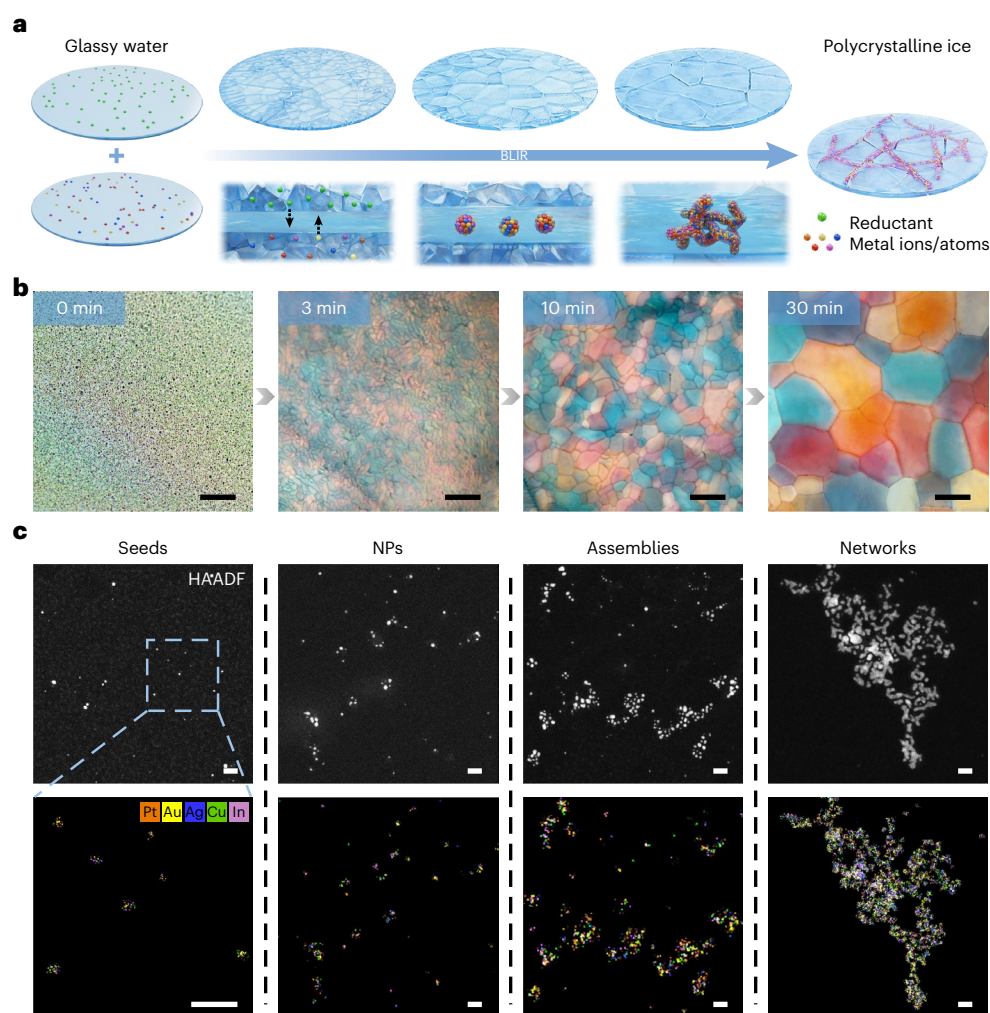 a
Glassy water
Polycrystalline ice
+
BLIR
Reductant
Metal ions/atoms
b
0 min
3 min
10 min
30 min
c
Seeds
NPs
Assemblies
Networks
HAADF
Pt Au Ag Cu In